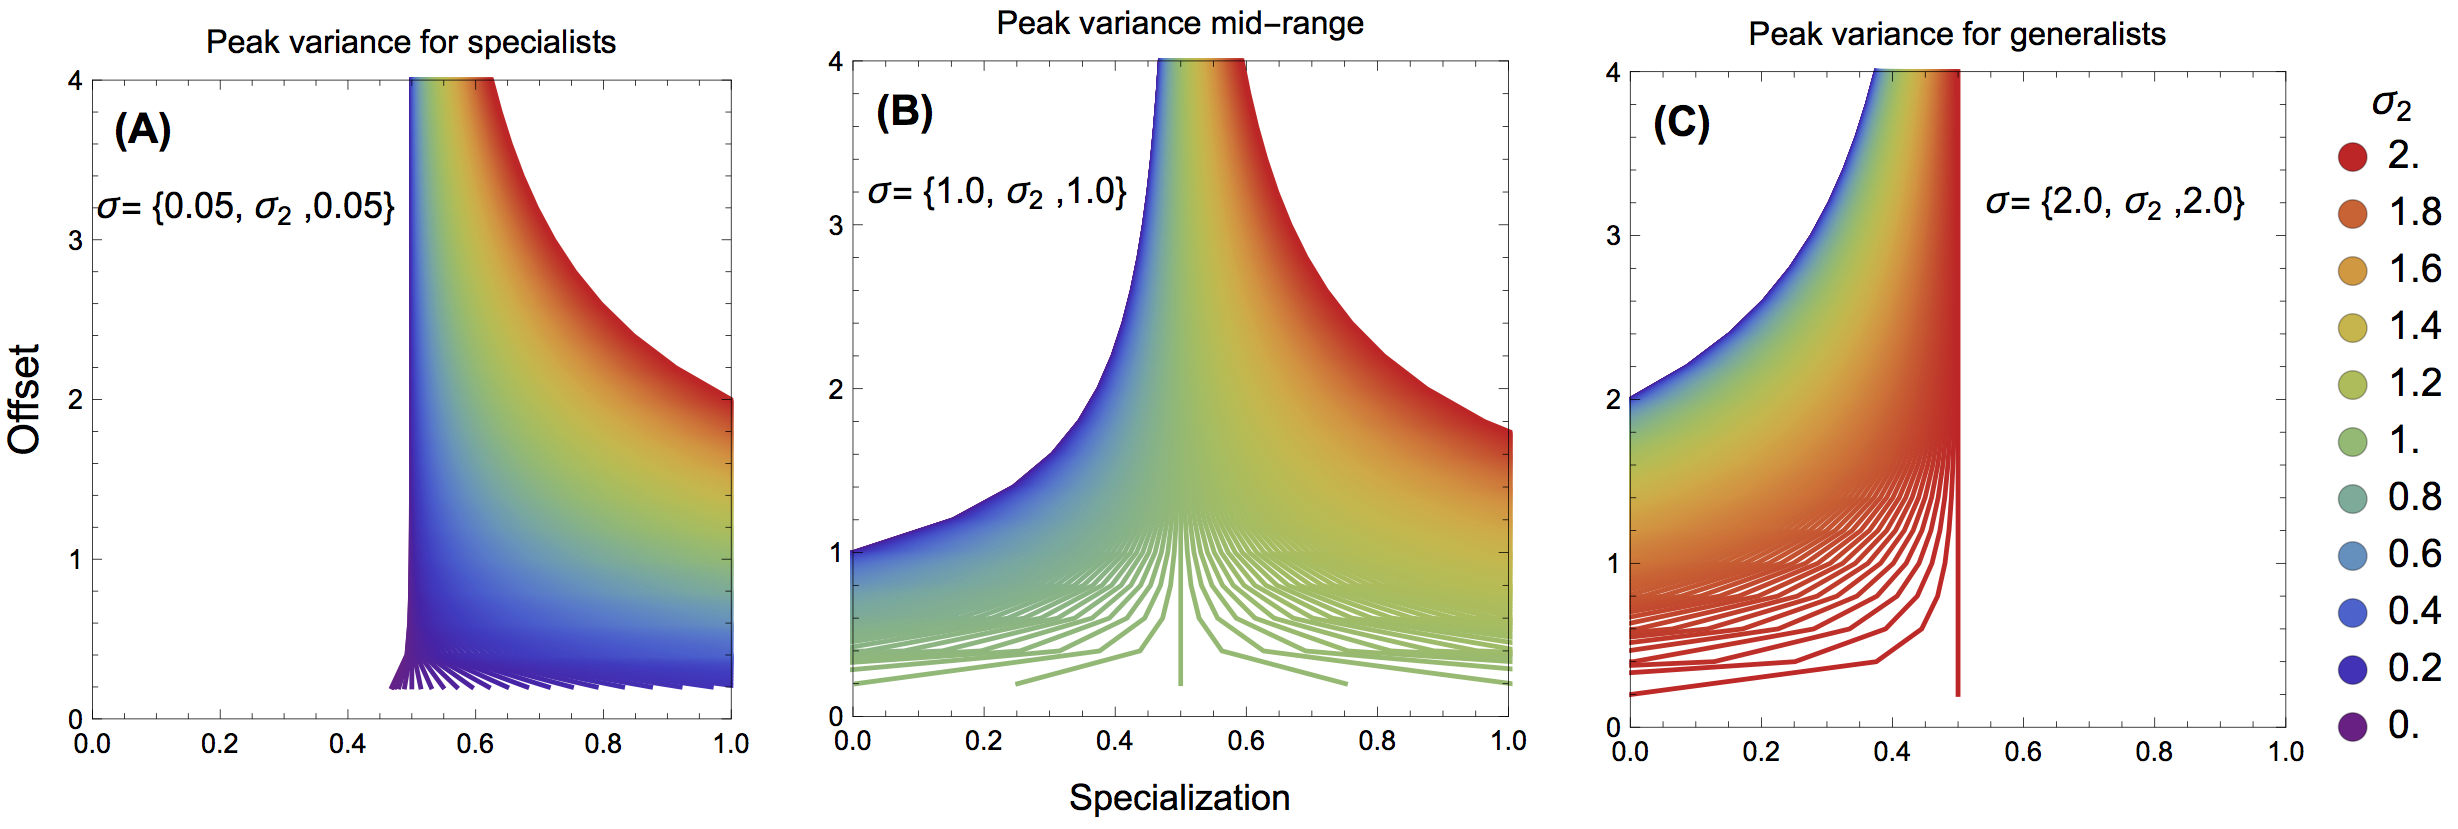 Peak variance for specialists
Peak variance mid−range
Peak variance for generalists
(A)
σ= {0.05, σ2 ,0.05}
(B)
σ= {1.0, σ2 ,1.0}
(C)
σ= {2.0, σ2 ,2.0}
Offset
4
3
2
1
0
0.0 0.2 0.4 0.6 0.8 1.0
4
3
2
1
0
0.0 0.2 0.4 0.6 0.8 1.0
4
3
2
1
0
0.0 0.2 0.4 0.6 0.8 1.0
Specialization
σ2
2.
1.8
1.6
1.4
1.2
1.
0.8
0.6
0.4
0.2
0.